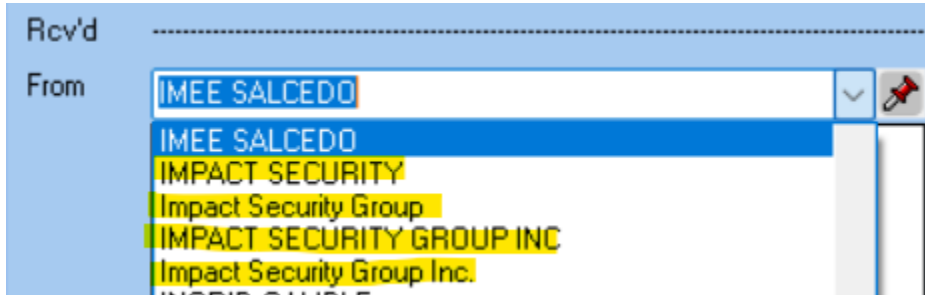 Rcv'd
From
IMEE SALCEDO
IMEE SALCEDO
IMPACT SECURITY
Impact Security Group
IMPACT SECURITY GROUP INC
Impact Security Group Inc.